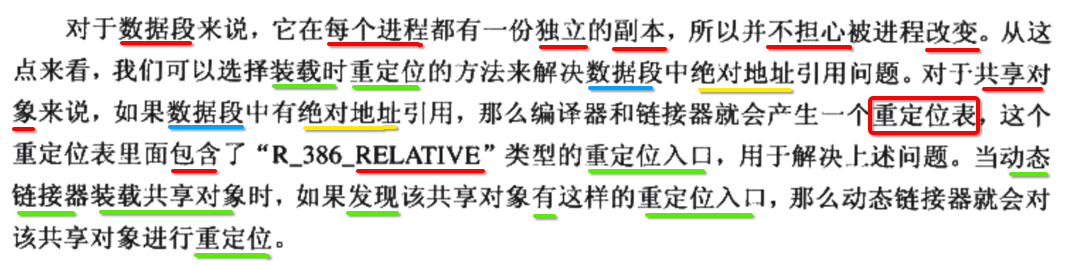 对于数据段来说，它在每个进程都有一份独立的副本，所以并不担心被进程改变。从这
点来看，我们可以选择装载时重定位的方法来解决数据段中绝对地址引用问题。对于共享对
象来说，如果数据段中有绝对地址引用，那么编译器和链接器就会产生一个重定位表，这个
重定位表里面包含了“R_386_RELATIVE”类型的重定位入口，用于解决上述问题。当动态
链接器装载共享对象时，如果发现该共享对象有这样的重定位入口，那么动态链接器就会对
该共享对象进行重定位。